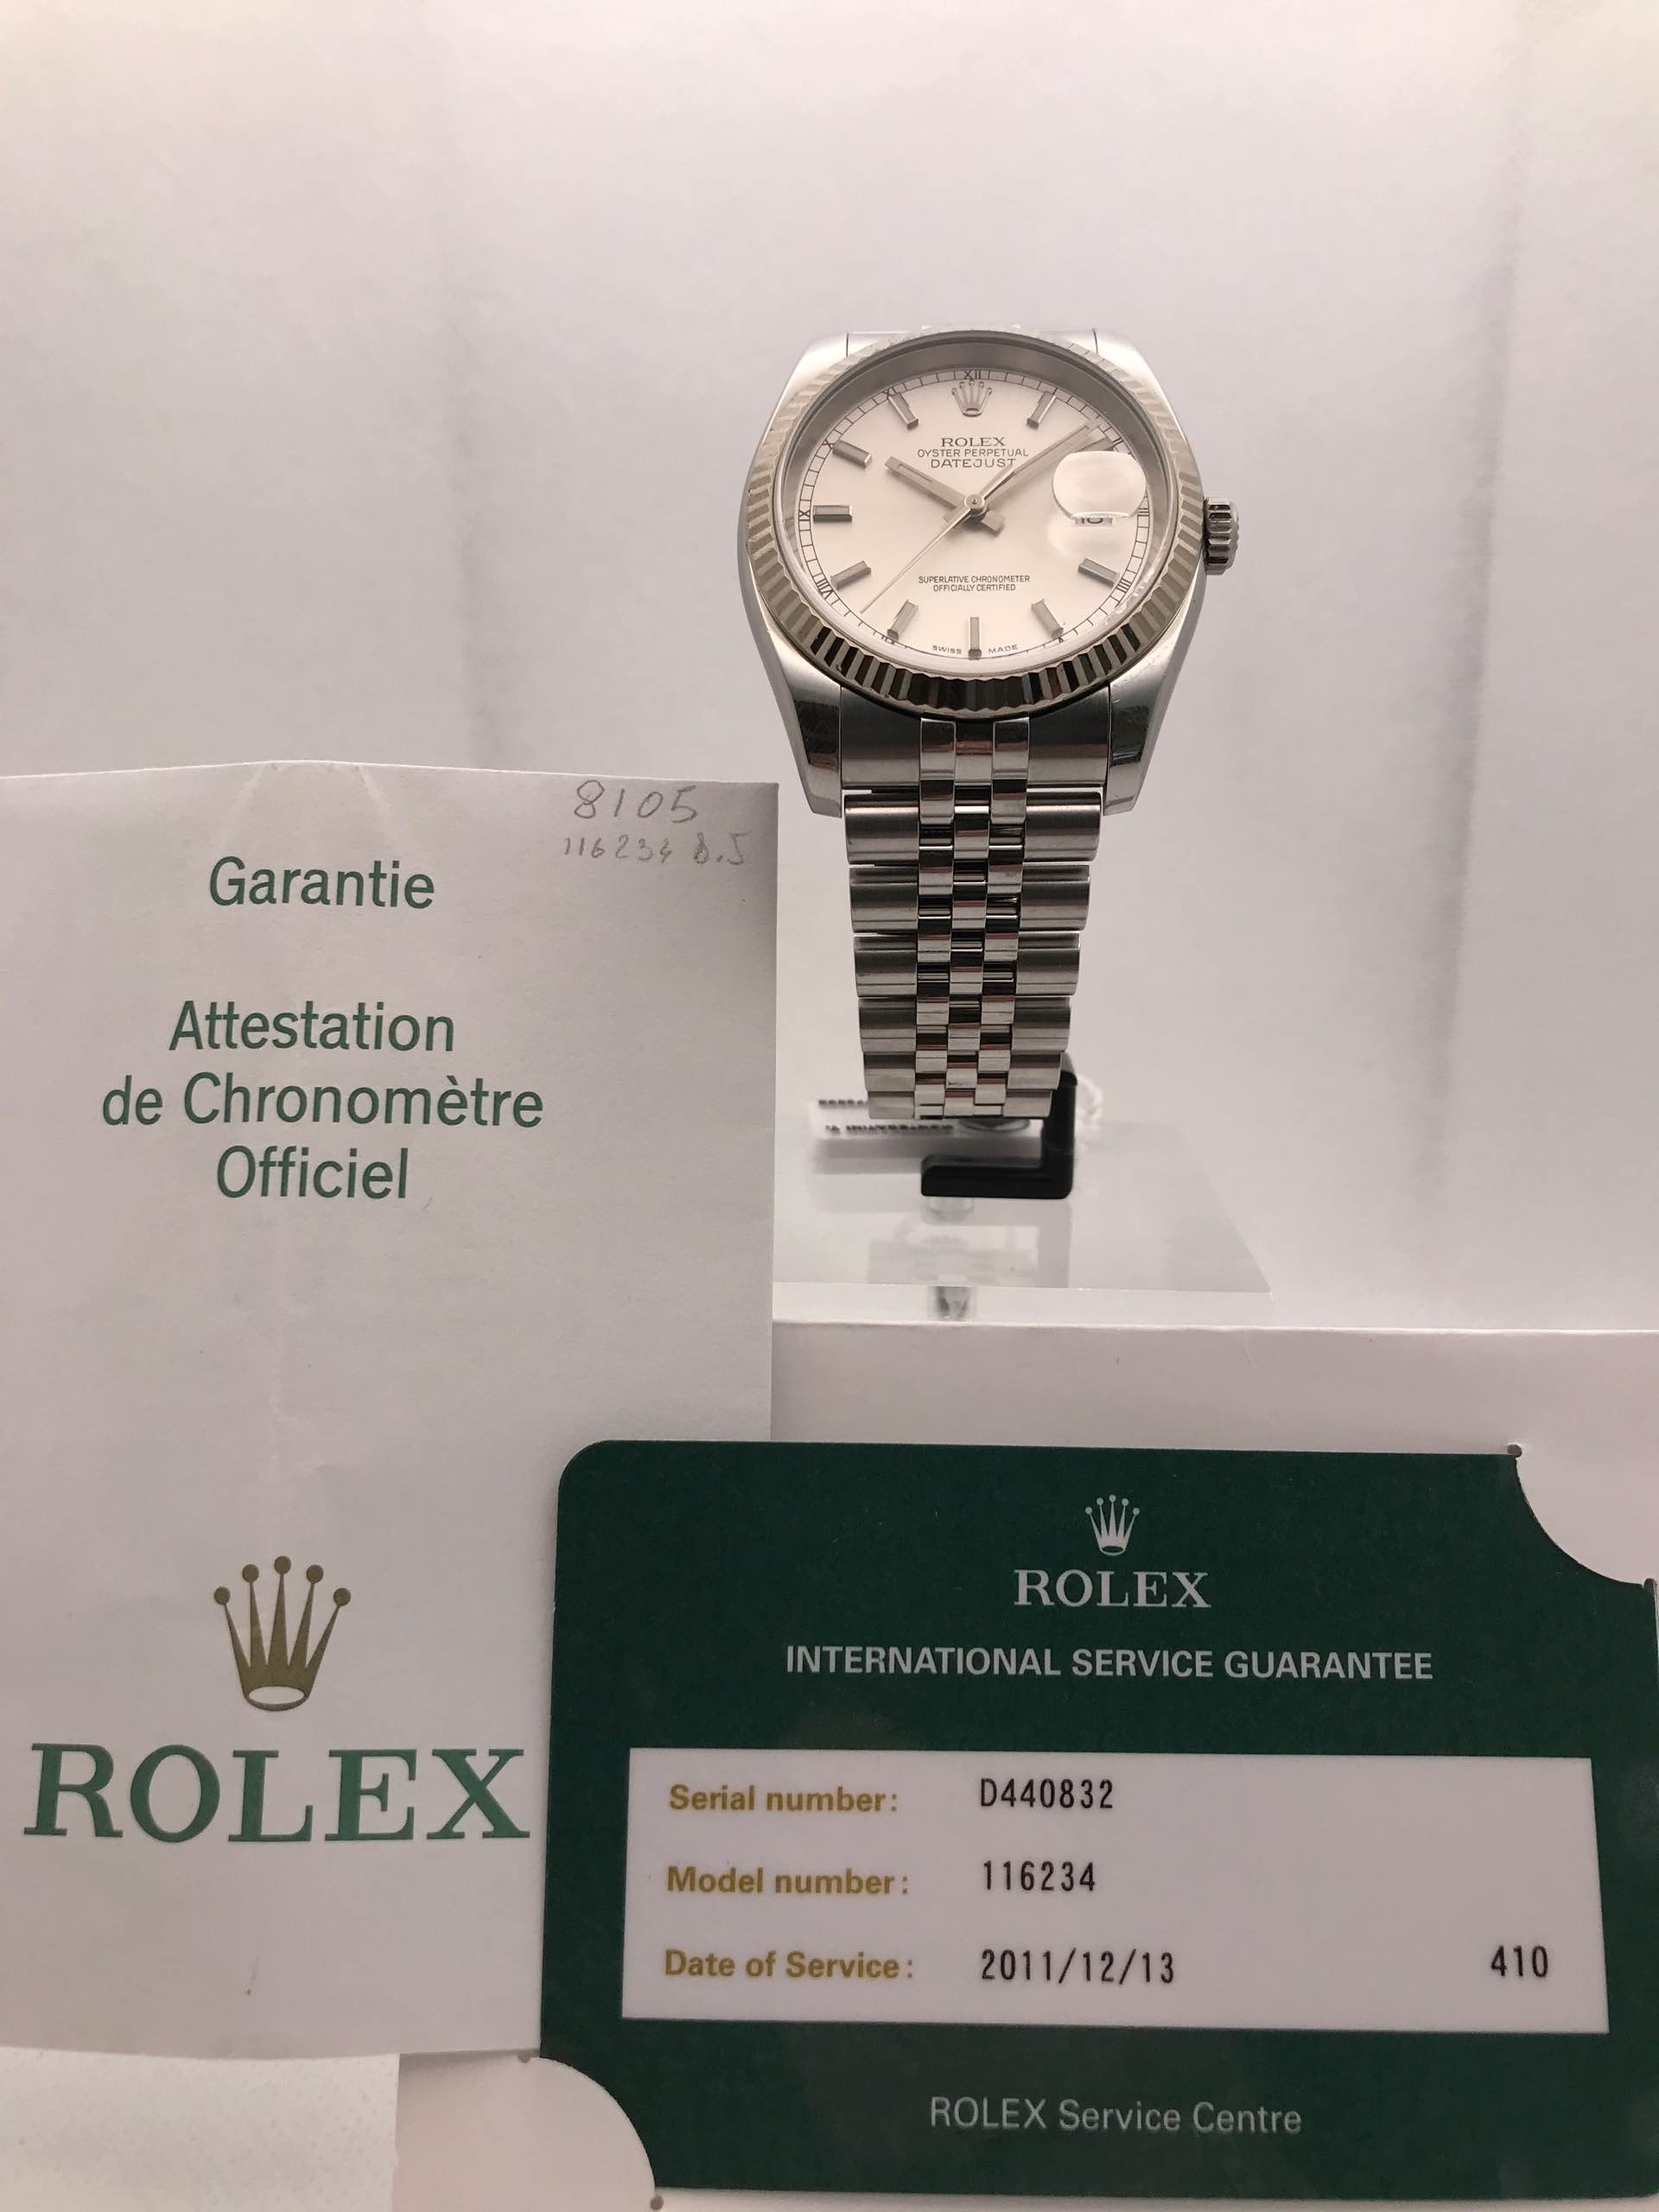 XII
ROLEX
OYSTER PERPETUAL
DATEJUST
10
SUPERLATIVE CHRONOMETER
OFFICIALLY CERTIFIED
SWISS MADE
8105
116234 D.J
Garantie
Attestation
de Chronomètre
Officiel
ROLEX
ROLEX
INTERNATIONAL SERVICE GUARANTEE
Serial number: D440832
Model number: 116234
Date of Service: 2011/12/13 410
ROLEX Service Centre